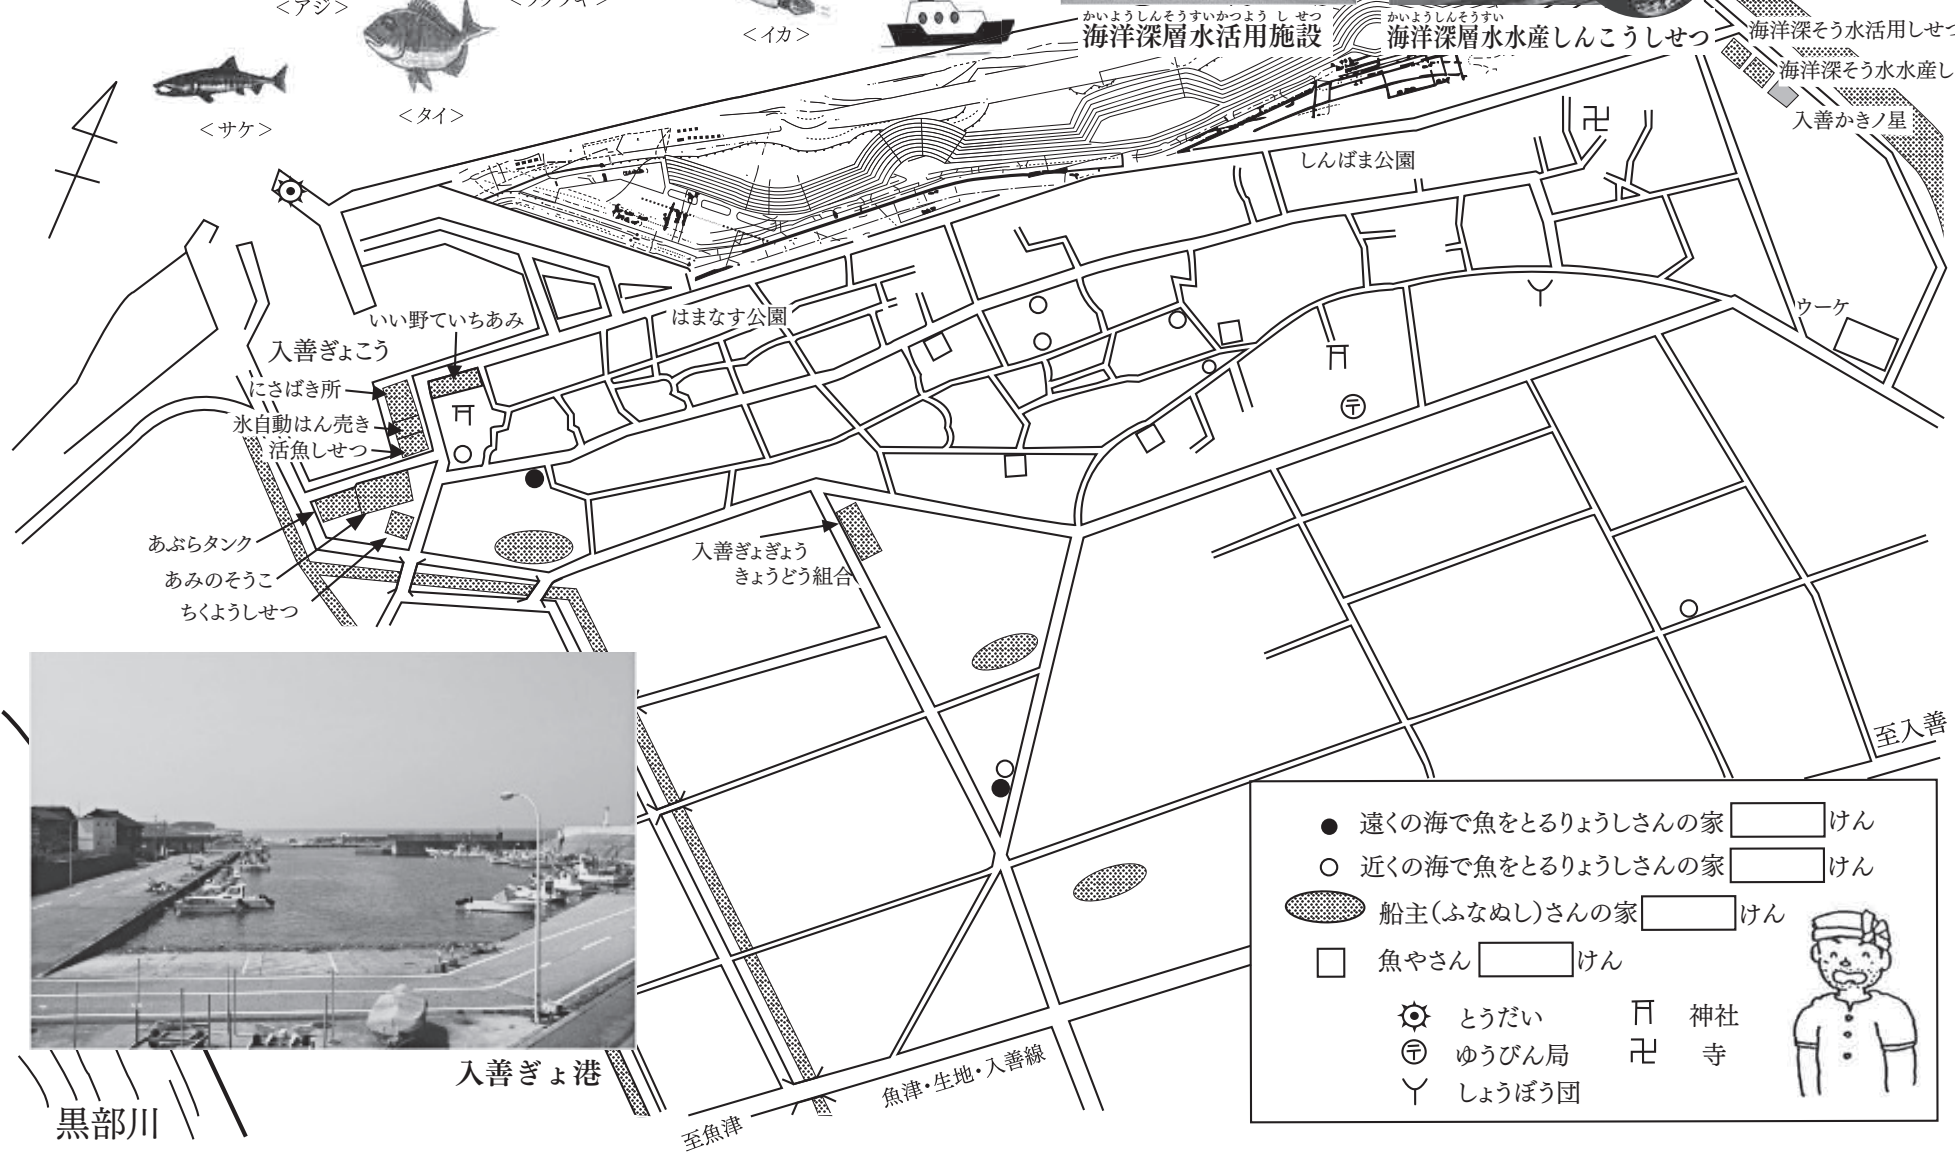 <アジ>
<イカ>
<サケ>
<タイ>
かいようしんそうすいかつようしせつ
海洋深層水活用施設
かいようしんそうすい
海洋深層水水産しんこうしせつ
海洋深そう水活用しせつ
海洋深そう水水産し
入善かきノ星
しんばま公園
はまなす公園
いい野ていちあみ
入善ぎょこう
にさばき所
氷自動はん売き
活魚しせつ
あぶらタンク
あみのそうこ
ちくようしせつ
入善ぎょぎょう
きょうどう組合
ウーケ
至入善
入善ぎょ港
黒部川
至魚津
魚津・生地・入善線
遠くの海で魚をとるりょうしさんの家 けん
近くの海で魚をとるりょうしさんの家 けん
船主(ふなぬし)さんの家 けん
魚やさん けん
とうだい
神社
ゆうびん局
寺
しょうぼう団